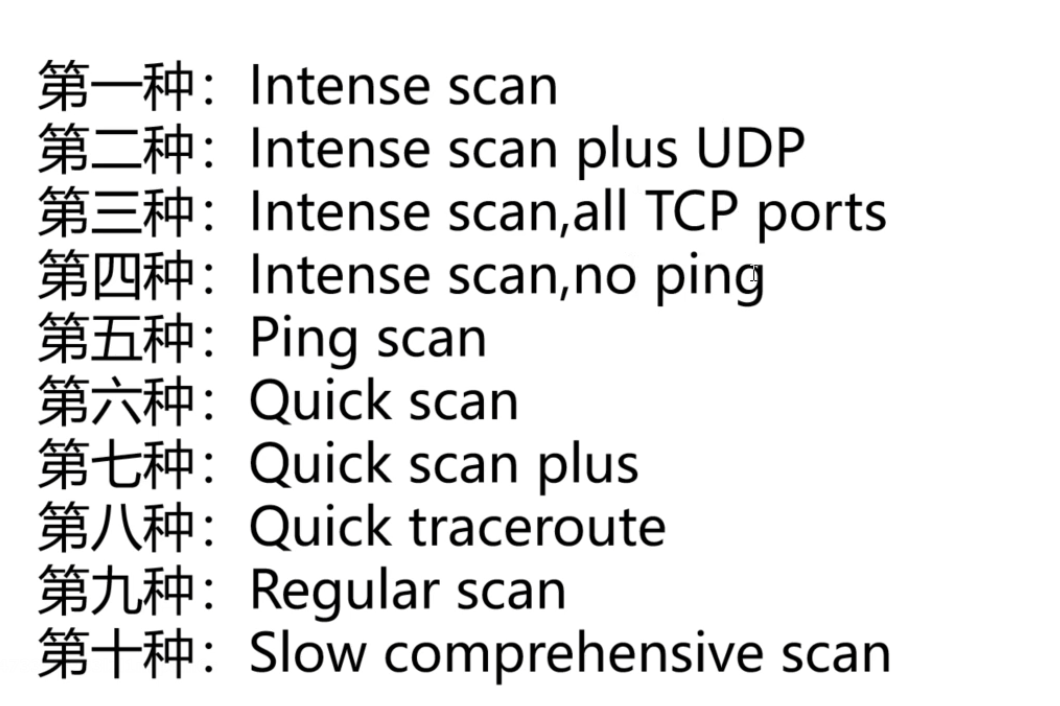 第一种：Intense scan
第二种：Intense scan plus UDP
第三种：Intense scan,all TCP ports
第四种：Intense scan,no ping
第五种：Ping scan
第六种：Quick scan
第七种：Quick scan plus
第八种：Quick traceroute
第九种：Regular scan
第十种：Slow comprehensive scan